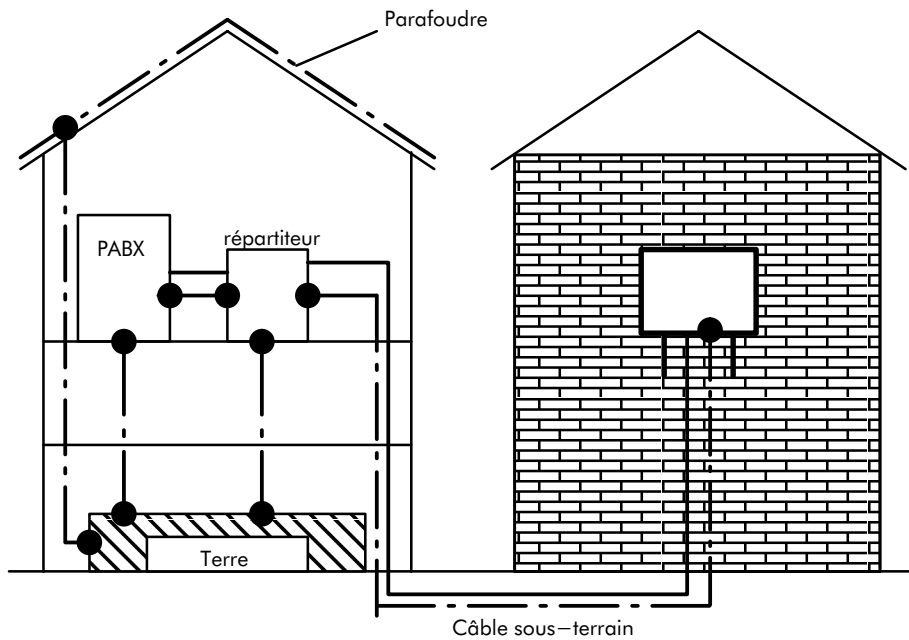 Parafoudre
PABX
répartiteur
Terre
Câble sous–terrain